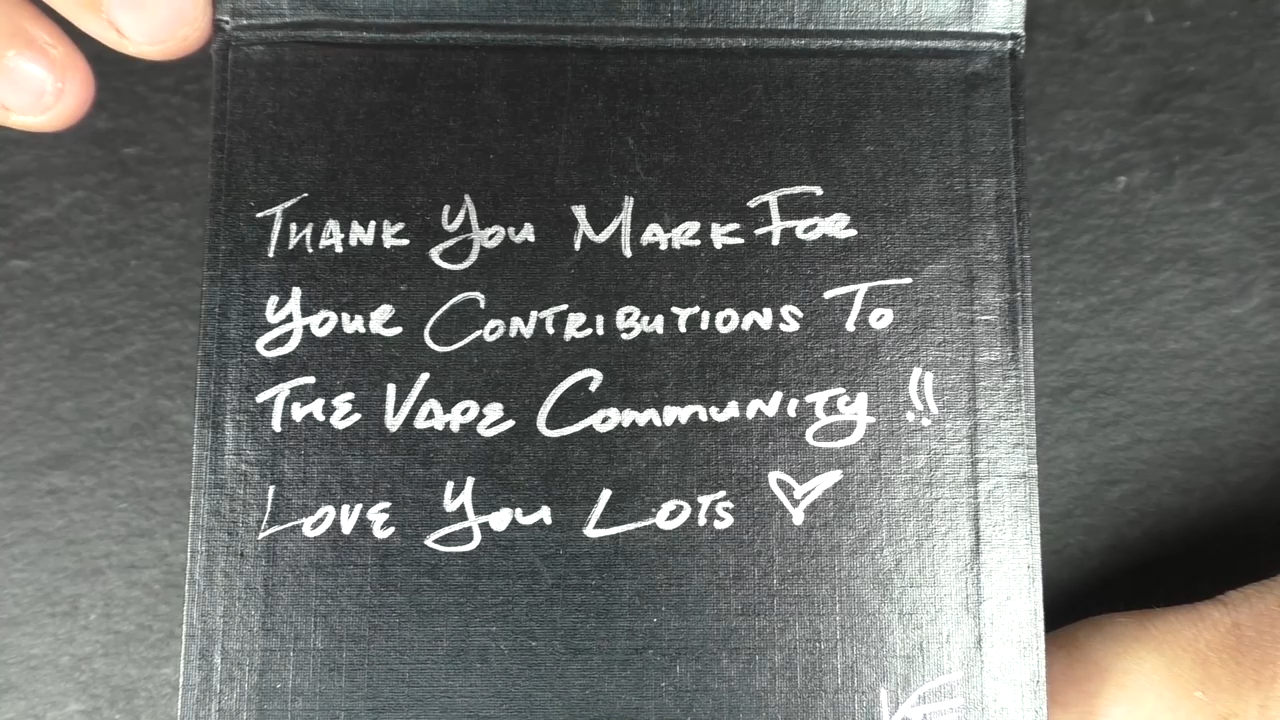 THANK YOU MARK FOR
YOUR CONTRIBUTIONS TO
THE VAPE COMMUNITY !!
LOVE YOU LOTS ♡